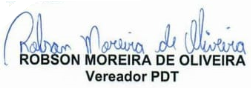 Robson Moreira de Oliveira
ROBSON MOREIRA DE OLIVEIRA
Vereador PDT